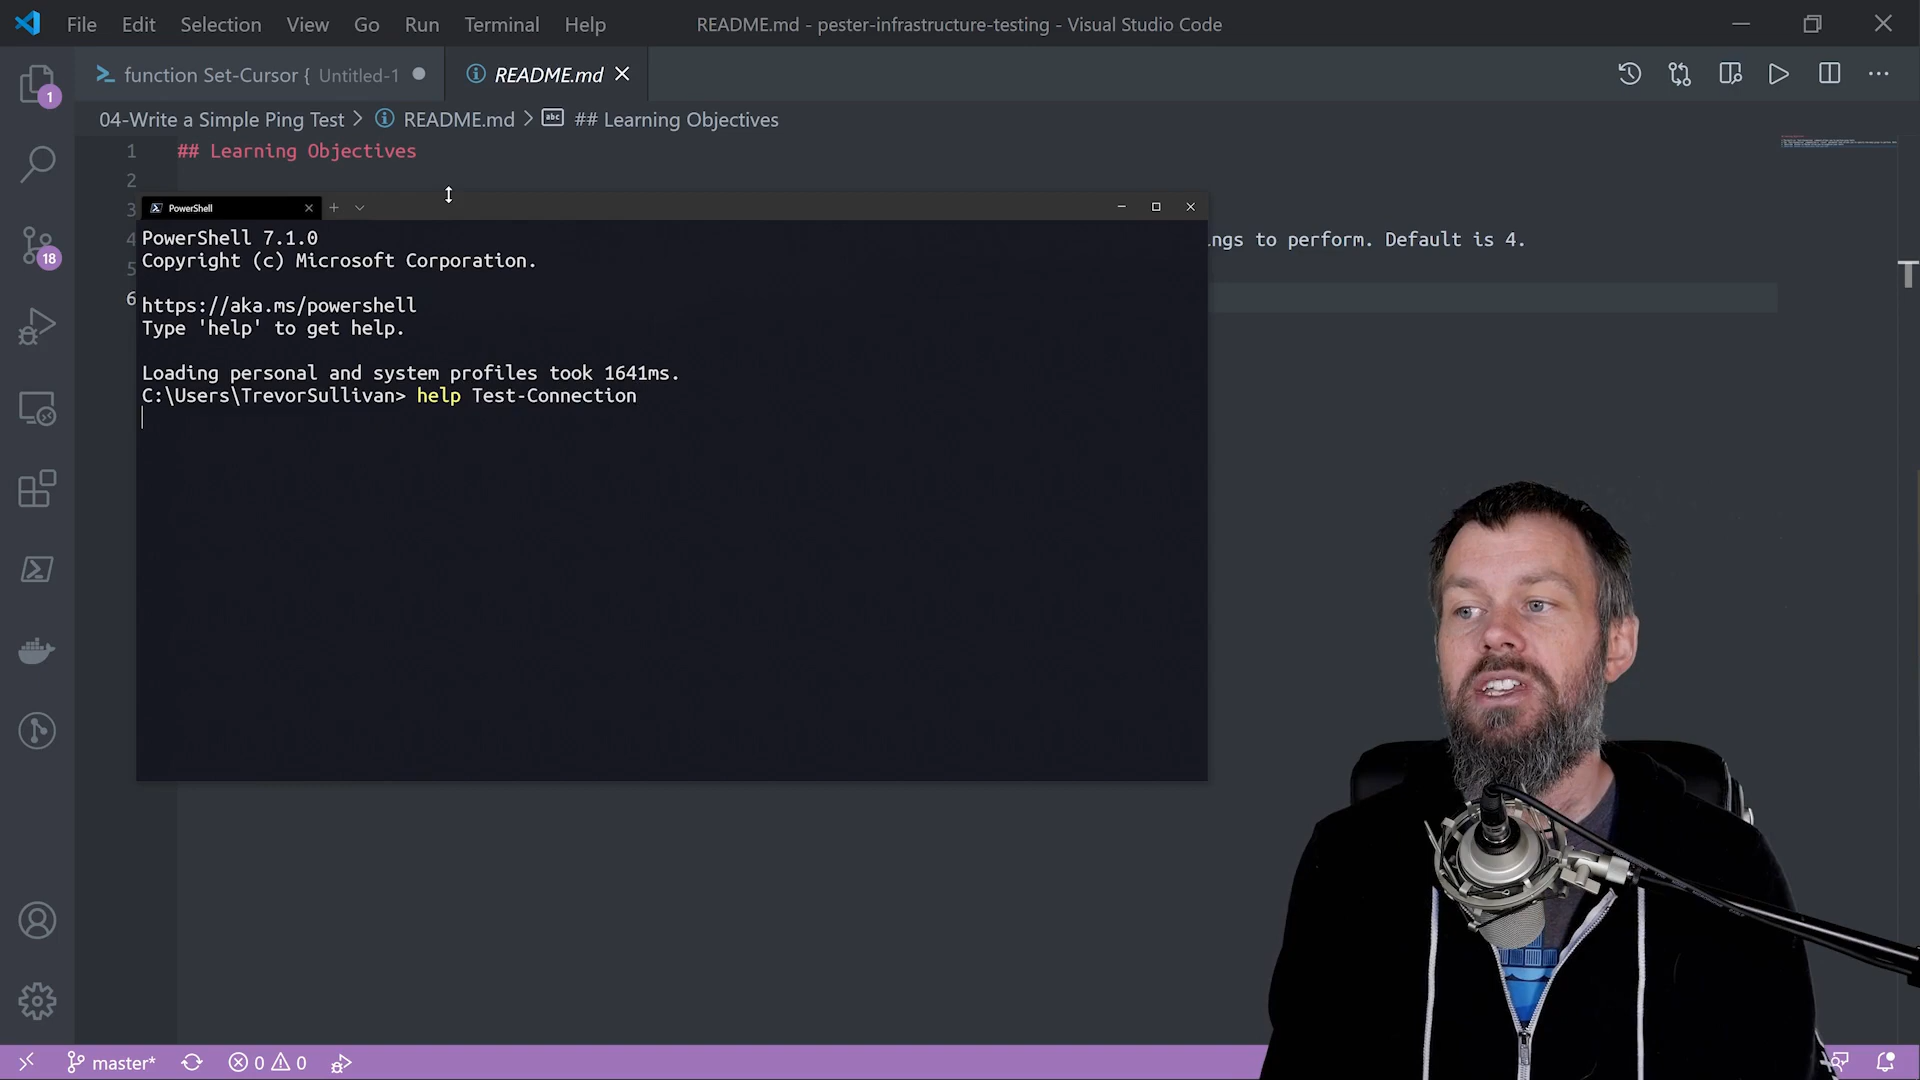 File Edit Selection View Go Run Terminal Help README.md - pester-infrastructure-testing - Visual Studio Code
function Set-Cursor { Untitled-1 README.md
1
04-Write a Simple Ping Test > README.md > ## Learning Objectives
1 ## Learning Objectives
2
3
PowerShell
4 ngs to perform. Default is 4.
5
6
PowerShell 7.1.0
Copyright (c) Microsoft Corporation.
https://aka.ms/powershell
Type 'help' to get help.
Loading personal and system profiles took 1641ms.
C:\Users\TrevorSullivan> help Test-Connection
18
T
master* 0 0